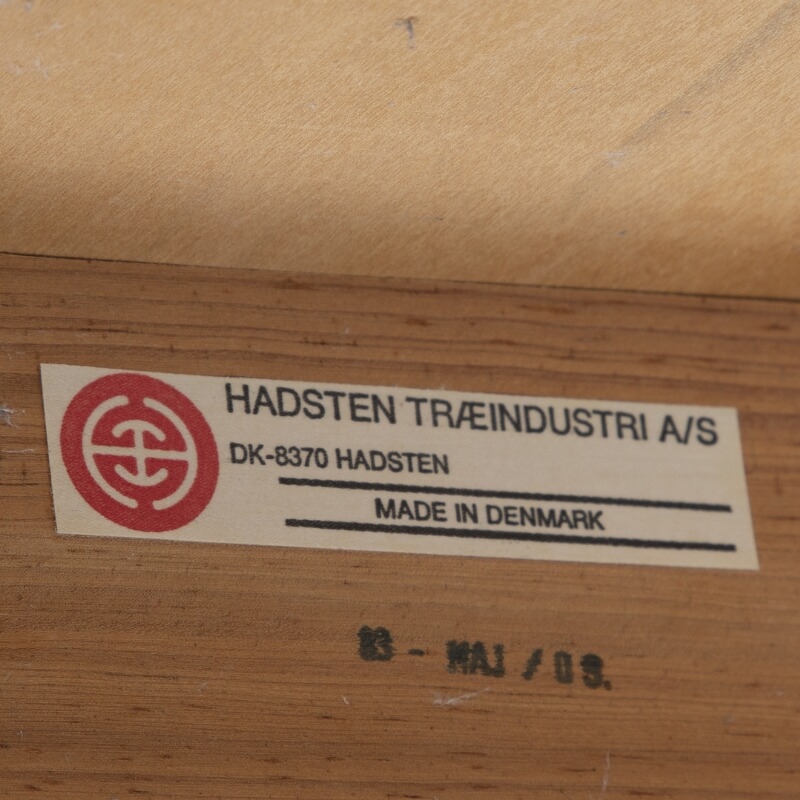 HADSTEN TRÆINDUSTRI A/S
DK-8370 HADSTEN
MADE IN DENMARK
- MAJ /